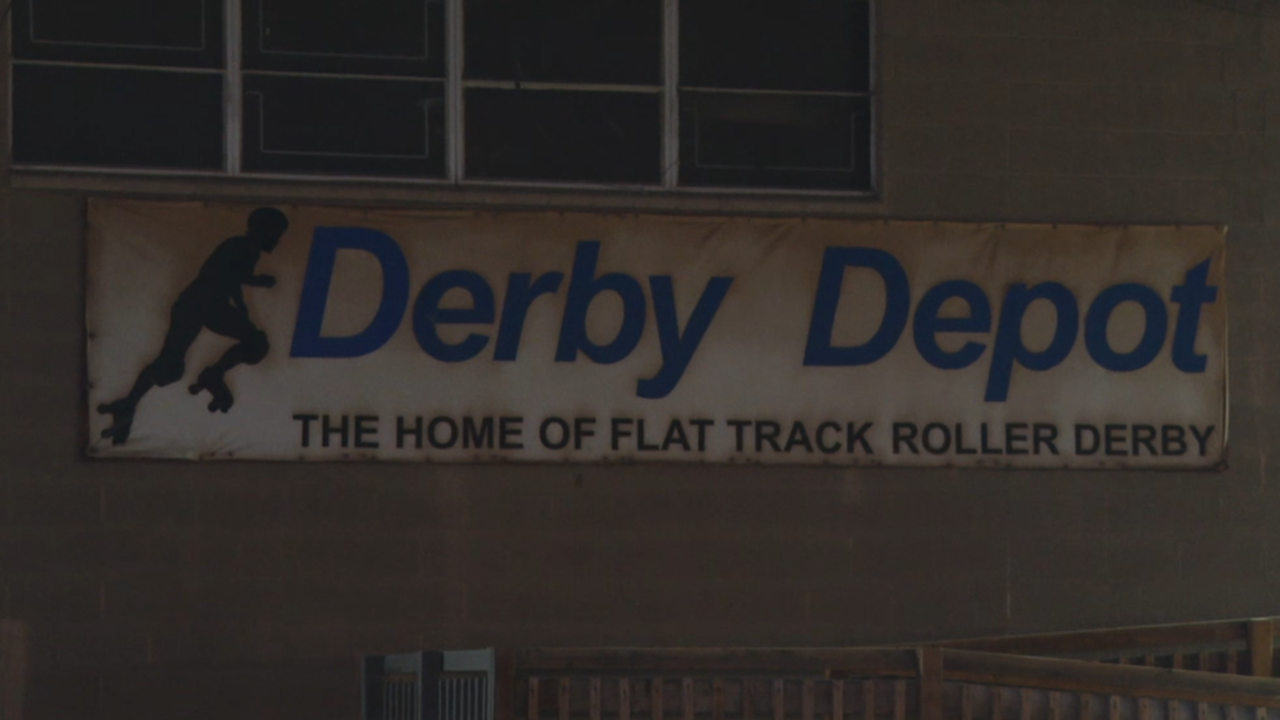 Derby Depot
THE HOME OF FLAT TRACK ROLLER DERBY